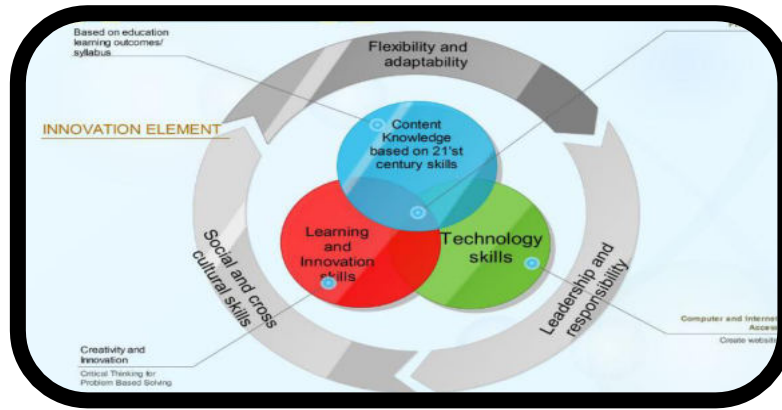 Based on education
learning outcomes/
syllabus
Flexibility and
adaptability
INNOVATION ELEMENT
Content
Knowledge
based on 21'st
century skills
Learning
and
Innovation
skills
Technology
skills
Social and cross
cultural skills
Leadership and
responsibility
Computer and Internet
Access
Create website
Creativity and
Innovation
Critical Thinking for
Problem Based Solving